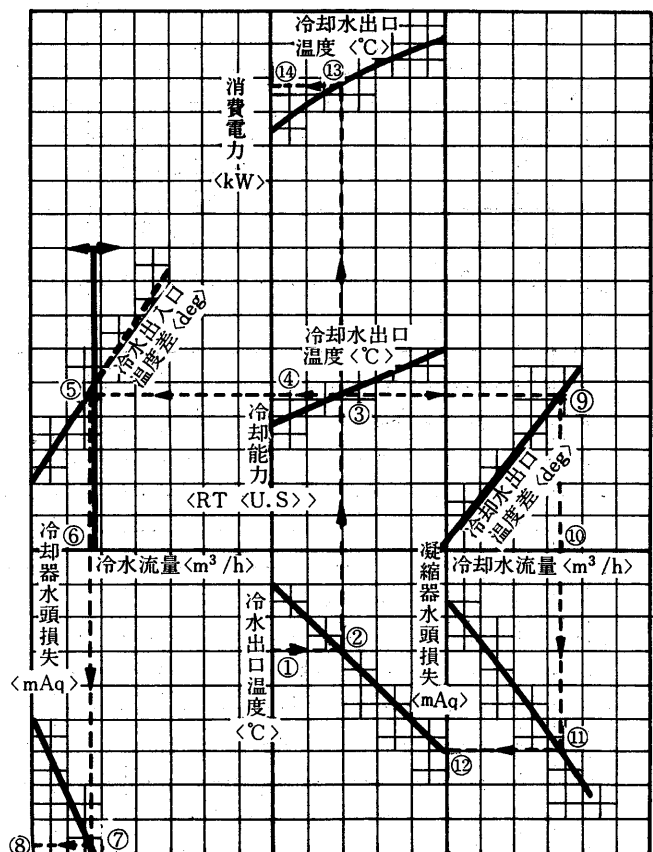 冷却水出口
温度〈℃〉
⑭
⑬
消費電力
〈kW〉
冷水出入口
温度差〈deg〉
冷却水出口
温度〈℃〉
⑤
④
③
⑨
冷却能力
〈RT〈U.S〉〉
冷却水出口
温度差〈deg〉
⑥
⑩
冷水流量〈m³/h〉
冷却水流量〈m³/h〉
冷却器水頭損失
〈mAq〉
冷水出口温度
〈℃〉
凝縮器水頭損失
〈mAq〉
①
②
⑪
⑫
⑧
⑦